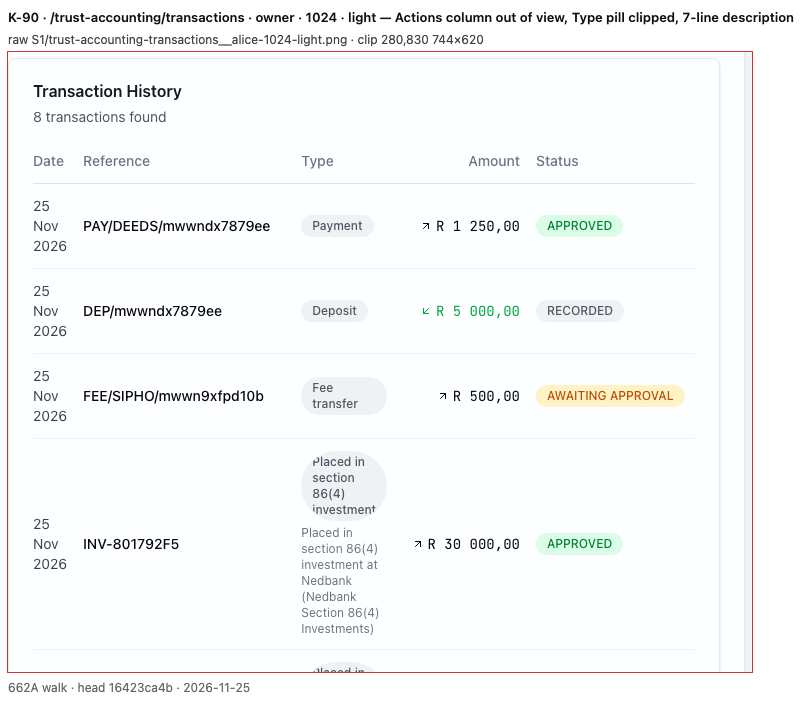 K-90 · /trust-accounting/transactions · owner · 1024 · light — Actions column out of view, Type pill clipped, 7-line description
raw S1/trust-accounting-transactions__alice-1024-light.png · clip 280,830 744×620
Transaction History
8 transactions found
Date Reference Type Amount Status
25
Nov
2026
PAY/DEEDS/mwwndx7879ee
Payment
R 1 250,00
APPROVED
25
Nov
2026
DEP/mwwndx7879ee
Deposit
R 5 000,00
RECORDED
25
Nov
2026
FEE/SIPHO/mwwn9xfpd10b
Fee
transfer
R 500,00
AWAITING APPROVAL
25
Nov
2026
INV-801792F5
Placed in
section
86(4)
investment
Placed in
section 86(4)
investment at
Nedbank
(Nedbank
Section 86(4)
Investments)
R 30 000,00
APPROVED
Placed in
662A walk · head 16423ca4b · 2026-11-25